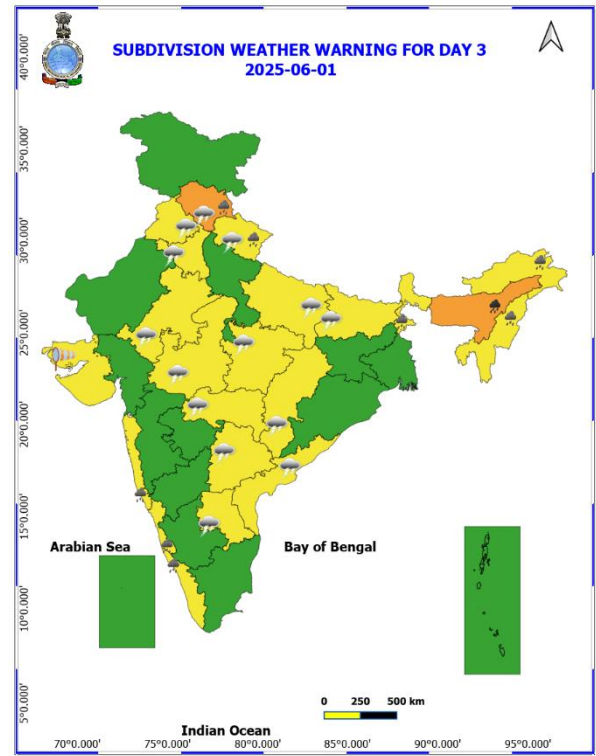 SUBDIVISION WEATHER WARNING FOR DAY 3
2025-06-01
40°0.000'
35°0.000'
30°0.000'
25°0.000'
20°0.000'
15°0.000'
10°0.000'
5°0.000'
Arabian Sea
Bay of Bengal
0 250 500 km
Indian Ocean
70°0.000' 75°0.000' 80°0.000' 85°0.000' 90°0.000' 95°0.000'